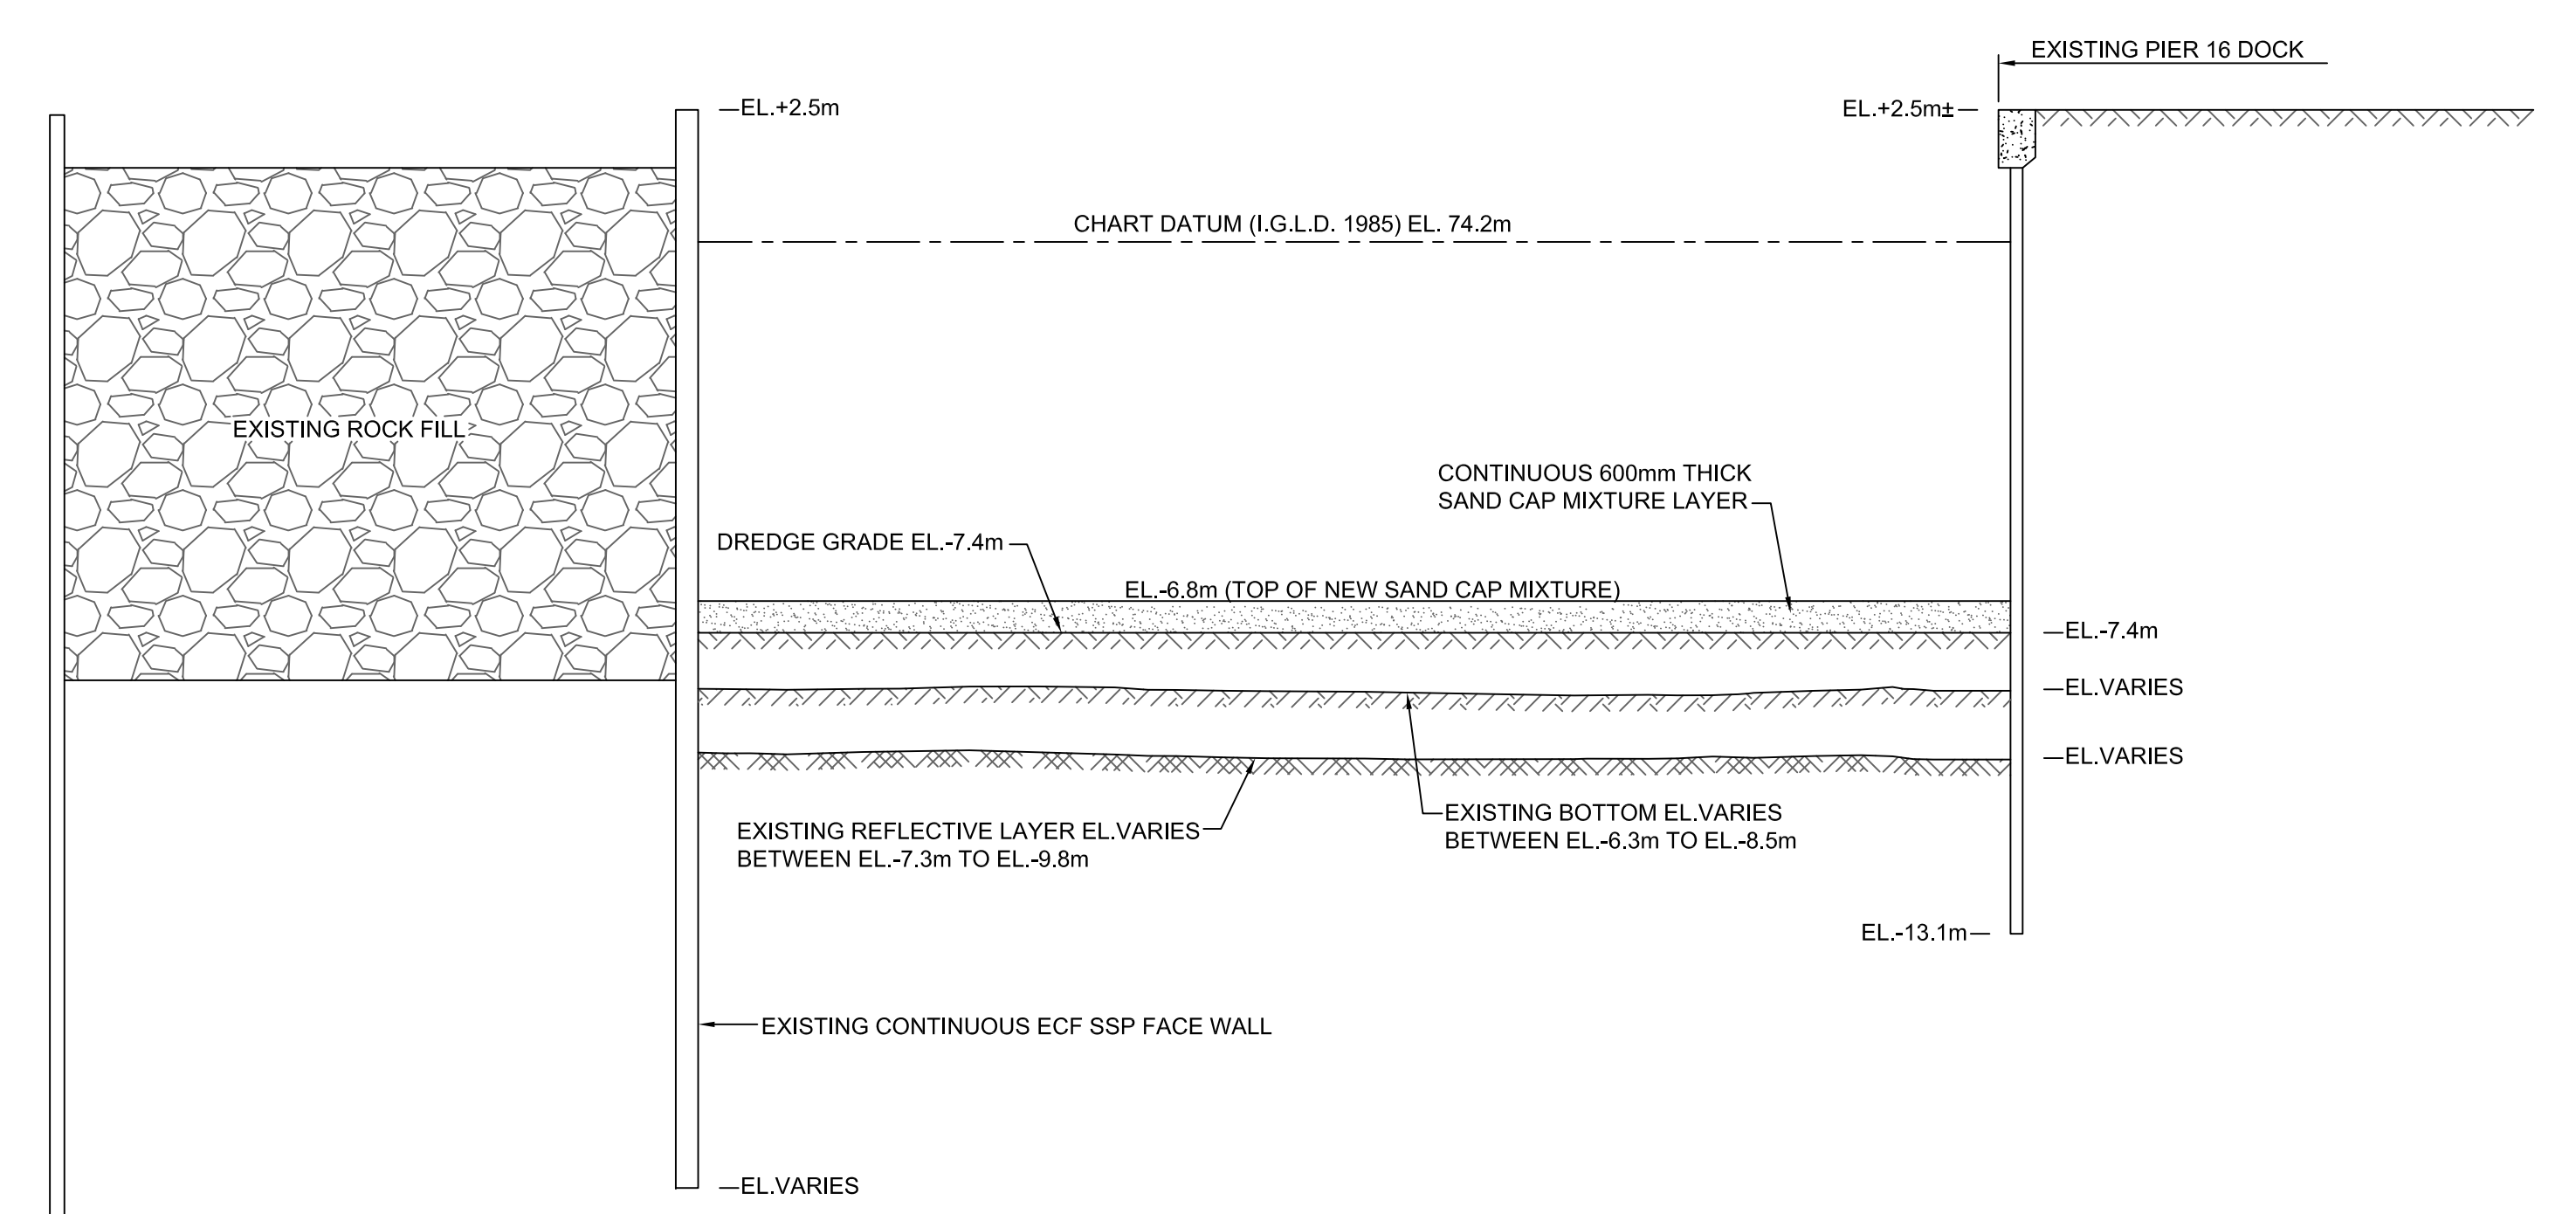 EXISTING PIER 16 DOCK
EL.+2.5m
EL.+2.5m±
CHART DATUM (I.G.L.D. 1985) EL. 74.2m
EXISTING ROCK FILL
CONTINUOUS 600mm THICK
SAND CAP MIXTURE LAYER
DREDGE GRADE EL.-7.4m
EL.-6.8m (TOP OF NEW SAND CAP MIXTURE)
EL.-7.4m
EL.VARIES
EL.VARIES
EXISTING REFLECTIVE LAYER EL.VARIES
BETWEEN EL.-7.3m TO EL.-9.8m
EXISTING BOTTOM EL.VARIES
BETWEEN EL.-6.3m TO EL.-8.5m
EL.-13.1m
EXISTING CONTINUOUS ECF SSP FACE WALL
EL.VARIES